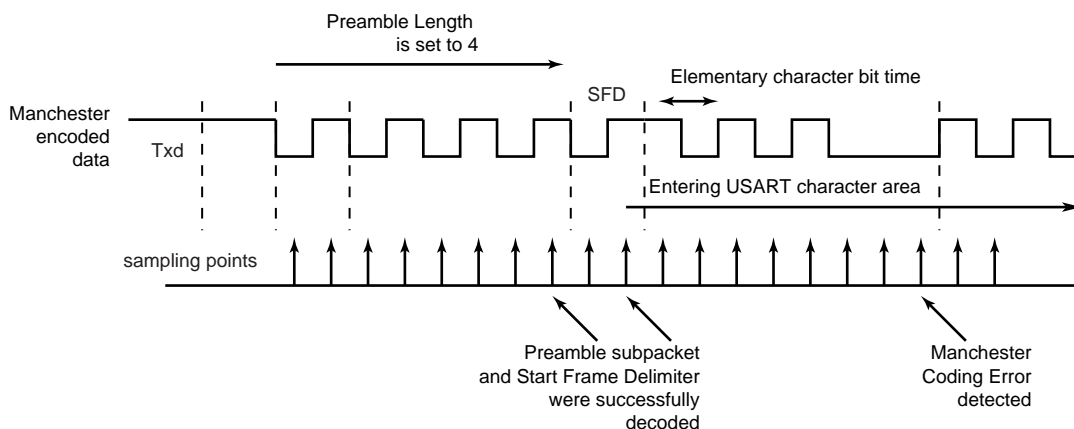 Preamble Length
is set to 4
Elementary character bit time
SFD
Manchester
encoded
data
Txd
Entering USART character area
sampling points
Preamble subpacket
and Start Frame Delimiter
were successfully
decoded
Manchester
Coding Error
detected